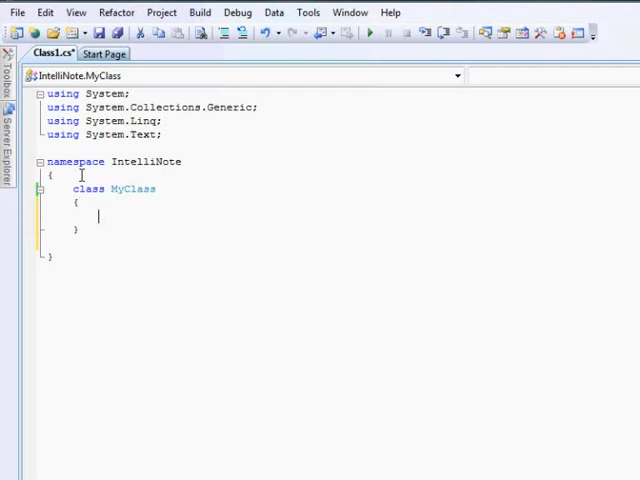 File Edit View Refactor Project Build Debug Data Tools Window Help
Class1.cs* Start Page
Toolbox
Server Explorer
IntelliNote.MyClass
using System;
using System.Collections.Generic;
using System.Linq;
using System.Text;
namespace IntelliNote
{
class MyClass
{
}
}